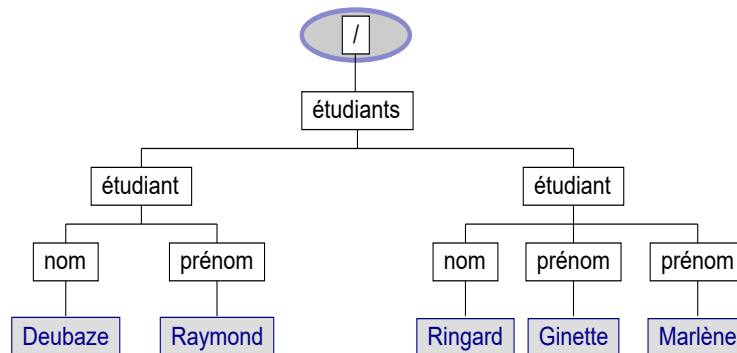 /
étudiants
étudiant étudiant
nom prénom nom prénom prénom
Deubaze Raymond Ringard Ginette Marlène